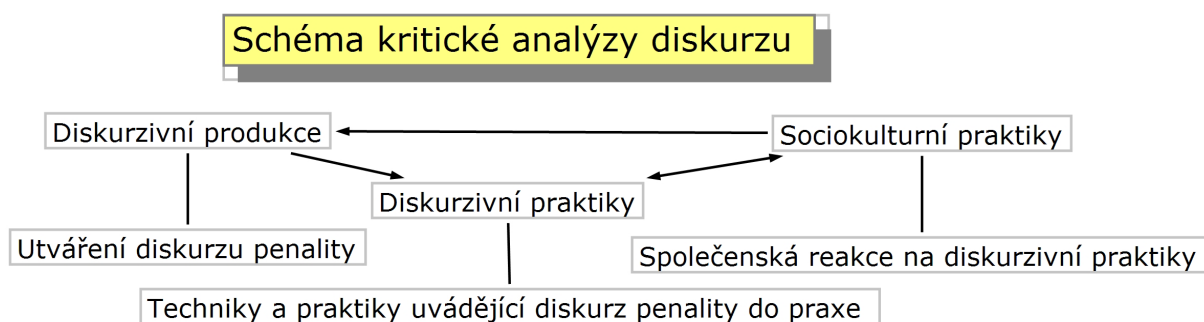 Schéma kritické analýzy diskurzu
Diskurzivní produkce
Sociokulturní praktiky
Diskurzivní praktiky
Utváření diskurzu penality
Společenská reakce na diskurzivní praktiky
Techniky a praktiky uvádějící diskurz penality do praxe